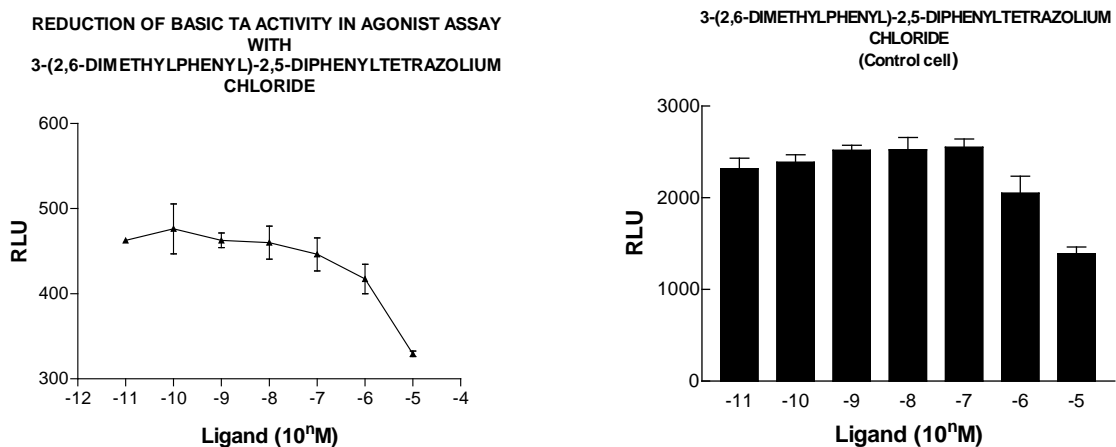 REDUCTION OF BASIC TA ACTIVITY IN AGONIST ASSAY
WITH
3-(2,6-DIMETHYLPHENYL)-2,5-DIPHENYLTETRAZOLIUM
CHLORIDE
600
500
400
300
RLU
-12 -11 -10 -9 -8 -7 -6 -5 -4
Ligand (10ⁿM)
3-(2,6-DIMETHYLPHENYL)-2,5-DIPHENYLTETRAZOLIUM
CHLORIDE
(Control cell)
3000
2000
1000
0
RLU
-11 -10 -9 -8 -7 -6 -5
Ligand (10ⁿM)